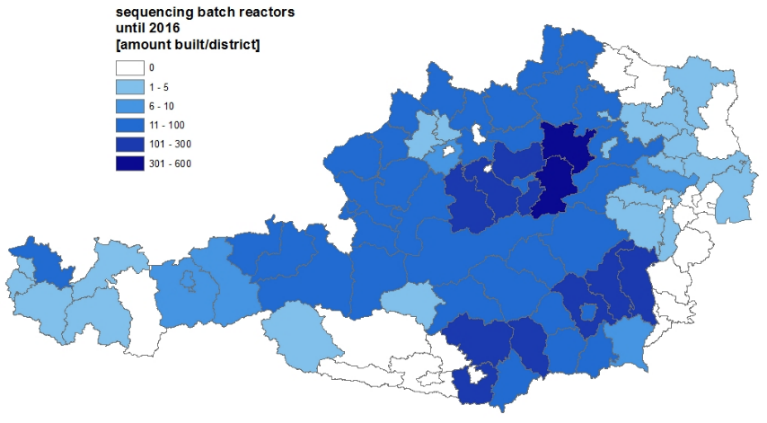 sequencing batch reactors
until 2016
[amount built/district]
0
1 - 5
6 - 10
11 - 100
101 - 300
301 - 600